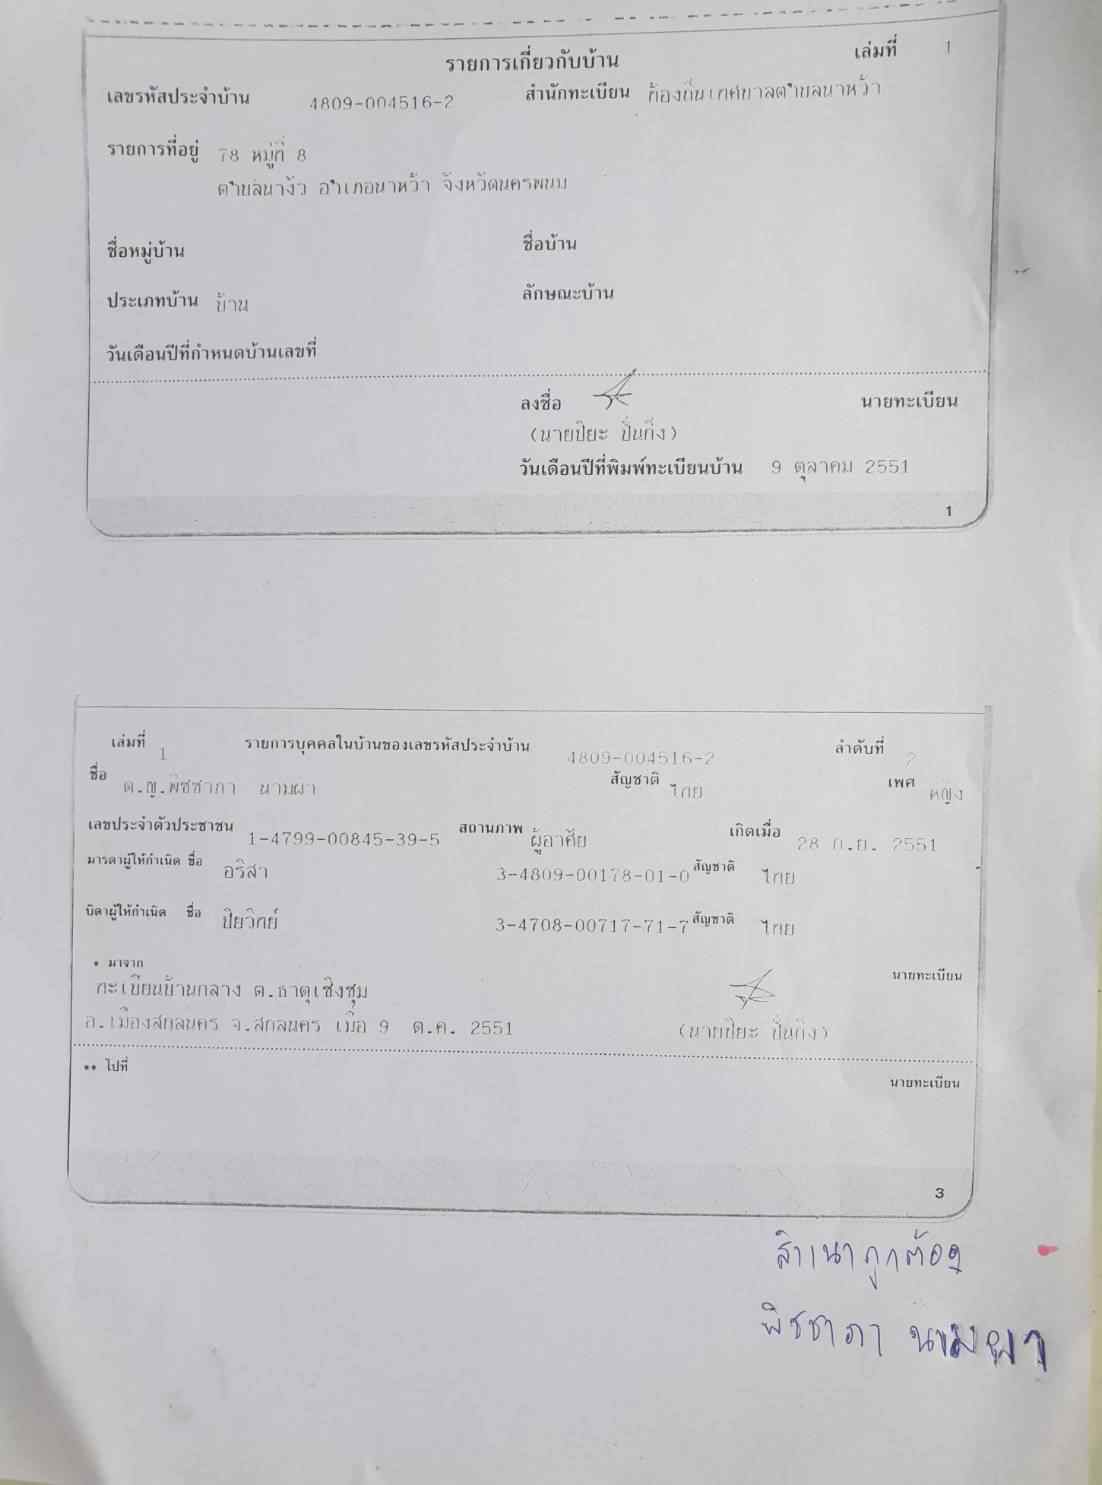 รายการเกี่ยวกับบ้าน เล่มที่ 1
เลขรหัสประจำบ้าน 4809-004516-2 สำนักทะเบียน ท้องถิ่นเทศบาลตำบลนาหว้า
รายการที่อยู่ 78 หมู่ที่ 8
ตำบลนางัว อำเภอนาหว้า จังหวัดนครพนม
ชื่อหมู่บ้าน ชื่อบ้าน
ประเภทบ้าน บ้าน ลักษณะบ้าน
วันเดือนปีที่กำหนดบ้านเลขที่
ลงชื่อ นายทะเบียน
(นายปิยะ ปิ่นกิ่ง)
วันเดือนปีที่พิมพ์ทะเบียนบ้าน 9 ตุลาคม 2551
1
เล่มที่ 1 รายการบุคคลในบ้านของเลขรหัสประจำบ้าน 4809-004516-2 ลำดับที่ 2
ชื่อ ด.ญ.พิชชาภา นามผา สัญชาติ ไทย เพศ หญิง
เลขประจำตัวประชาชน 1-4799-00845-39-5 สถานภาพ ผู้อาศัย เกิดเมื่อ 28 ก.ย. 2551
มารดาผู้ให้กำเนิด ชื่อ อริสา 3-4809-00178-01-0 สัญชาติ ไทย
บิดาผู้ให้กำเนิด ชื่อ ปิยวิทย์ 3-4708-00717-71-7 สัญชาติ ไทย
* มาจาก นายทะเบียน
ทะเบียนบ้านกลาง ต.ธาตุเชิงชุม
อ.เมืองสกลนคร จ.สกลนคร เมื่อ 9 ต.ค. 2551 (นายปิยะ ปิ่นกิ่ง)
** ไปที่ นายทะเบียน
3
สำเนาถูกต้อง
พิชชาภา นามผา